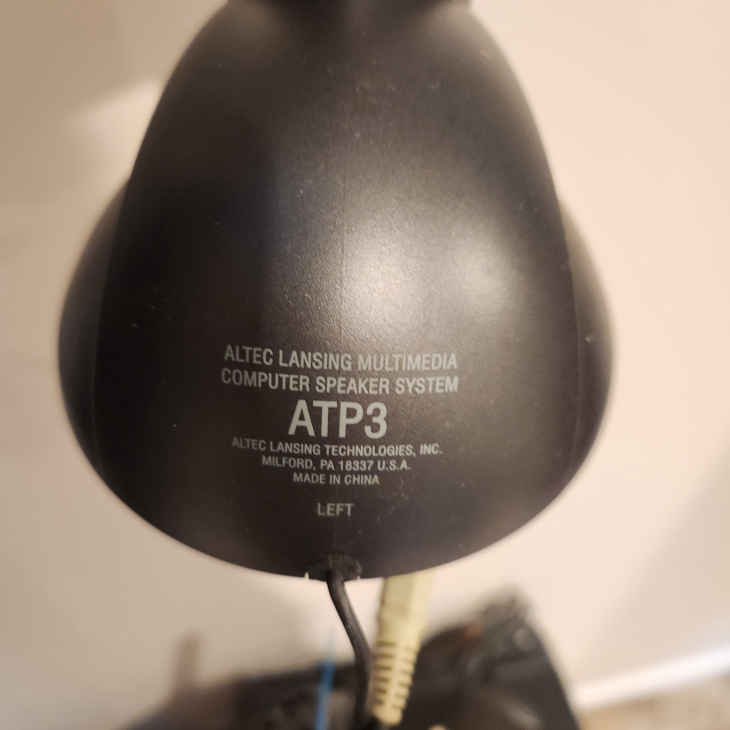 ALTEC LANSING MULTIMEDIA
COMPUTER SPEAKER SYSTEM
ATP3
ALTEC LANSING TECHNOLOGIES, INC.
MILFORD, PA 18337 U.S.A.
MADE IN CHINA
LEFT